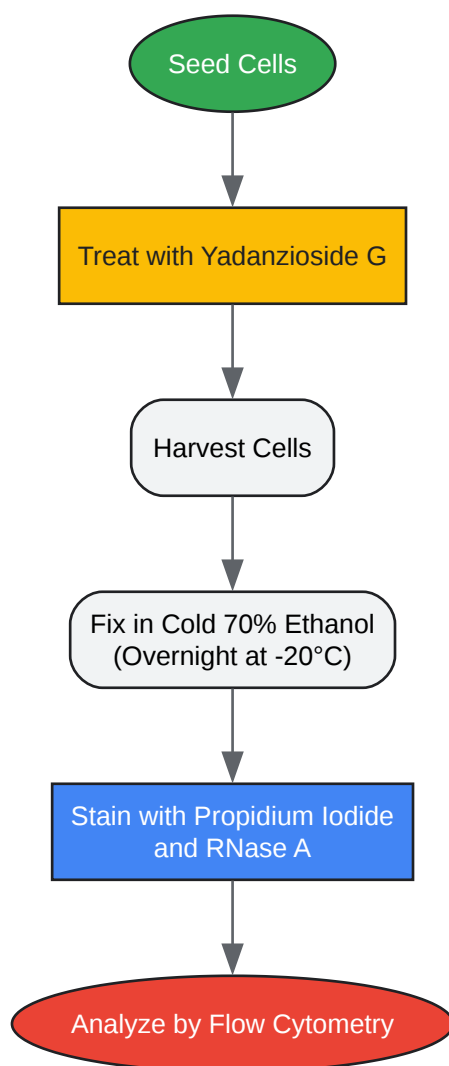 Seed Cells
Treat with Yadanzioside G
Harvest Cells
Fix in Cold 70% Ethanol
(Overnight at -20°C)
Stain with Propidium Iodide
and RNase A
Analyze by Flow Cytometry